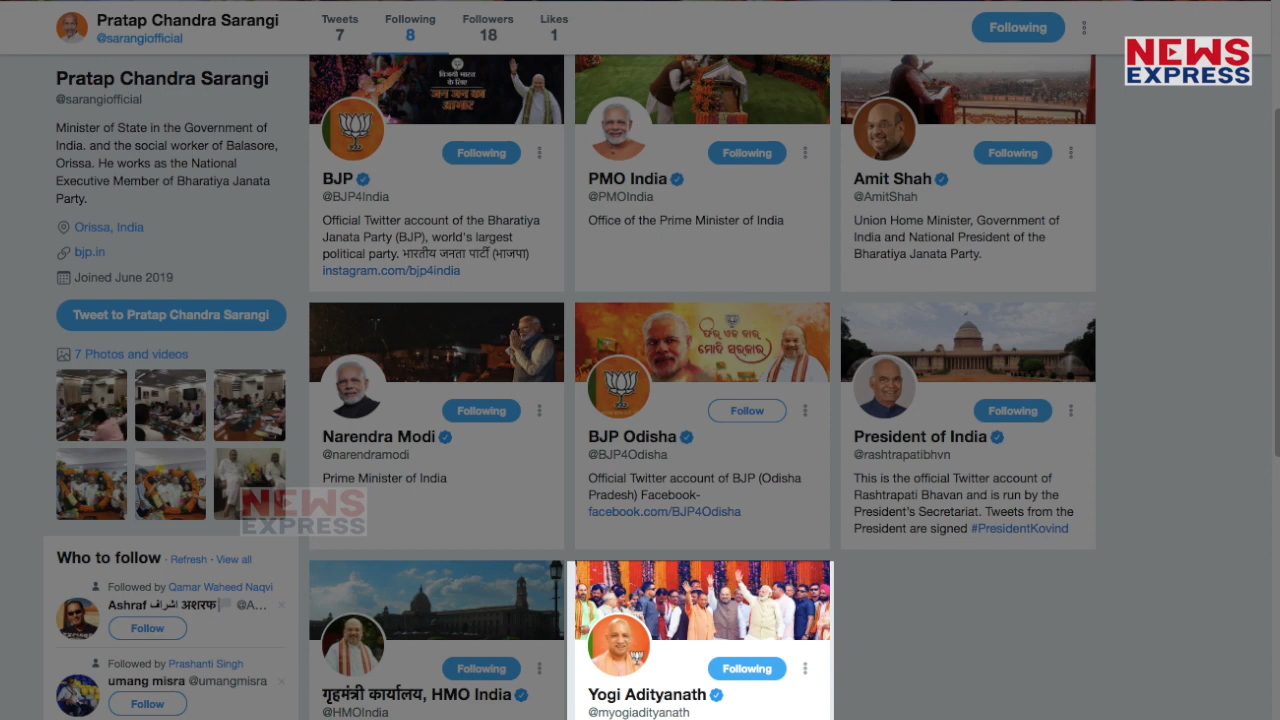 Pratap Chandra Sarangi
@sarangiofficial
Tweets
7
Following
8
Followers
18
Likes
1
Following
NEWS
EXPRESS
Pratap Chandra Sarangi
@sarangiofficial
Minister of State in the Government of
India. and the social worker of Balasore,
Orissa. He works as the National
Executive Member of Bharatiya Janata
Party.
Orissa, India
bjp.in
Joined June 2019
Tweet to Pratap Chandra Sarangi
7 Photos and videos
NEWS
EXPRESS
Who to follow · Refresh · View all
Followed by Qamar Waheed Naqvi
Ashraf اشراف अशरफ @A...
Follow
Followed by Prashanti Singh
umang misra @umangmisra
Follow
विजयी भारत
के लिए
जन जन का
आभार
Following
BJP
@BJP4India
Official Twitter account of the Bharatiya
Janata Party (BJP), world's largest
political party. भारतीय जनता पार्टी (भाजपा)
instagram.com/bjp4india
Following
PMO India
@PMOIndia
Office of the Prime Minister of India
Following
Amit Shah
@AmitShah
Union Home Minister, Government of
India and National President of the
Bharatiya Janata Party.
Following
Narendra Modi
@narendramodi
Prime Minister of India
ଫିର୍ ଏକ ବାର୍
ମୋଦି ସରକାର
Follow
BJP Odisha
@BJP4Odisha
Official Twitter account of BJP (Odisha
Pradesh) Facebook-
facebook.com/BJP4Odisha
Following
President of India
@rashtrapatibhvn
This is the official Twitter account of
Rashtrapati Bhavan and is run by the
President's Secretariat. Tweets from the
President are signed #PresidentKovind
Following
गृहमंत्री कार्यालय, HMO India
@HMOIndia
Following
Yogi Adityanath
@myogiadityanath